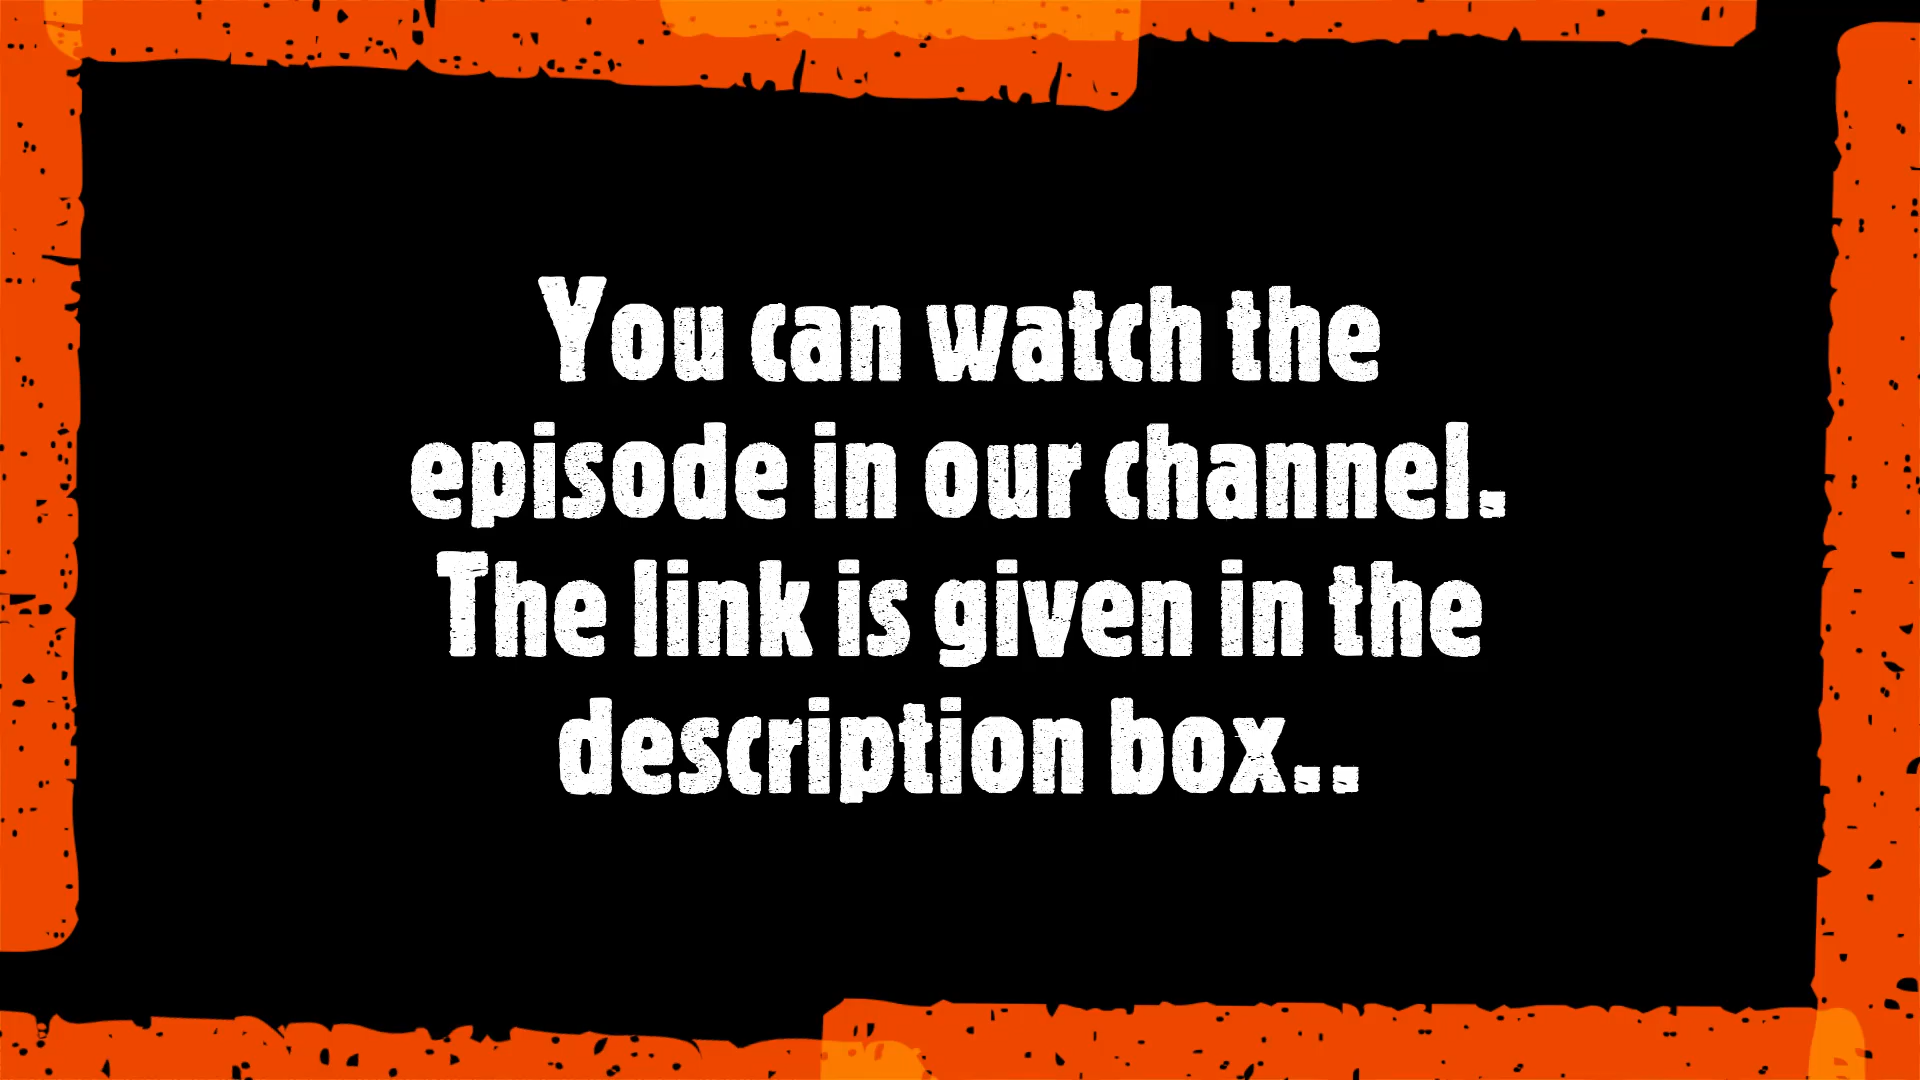 You can watch the
episode in our channel.
The link is given in the
description box..